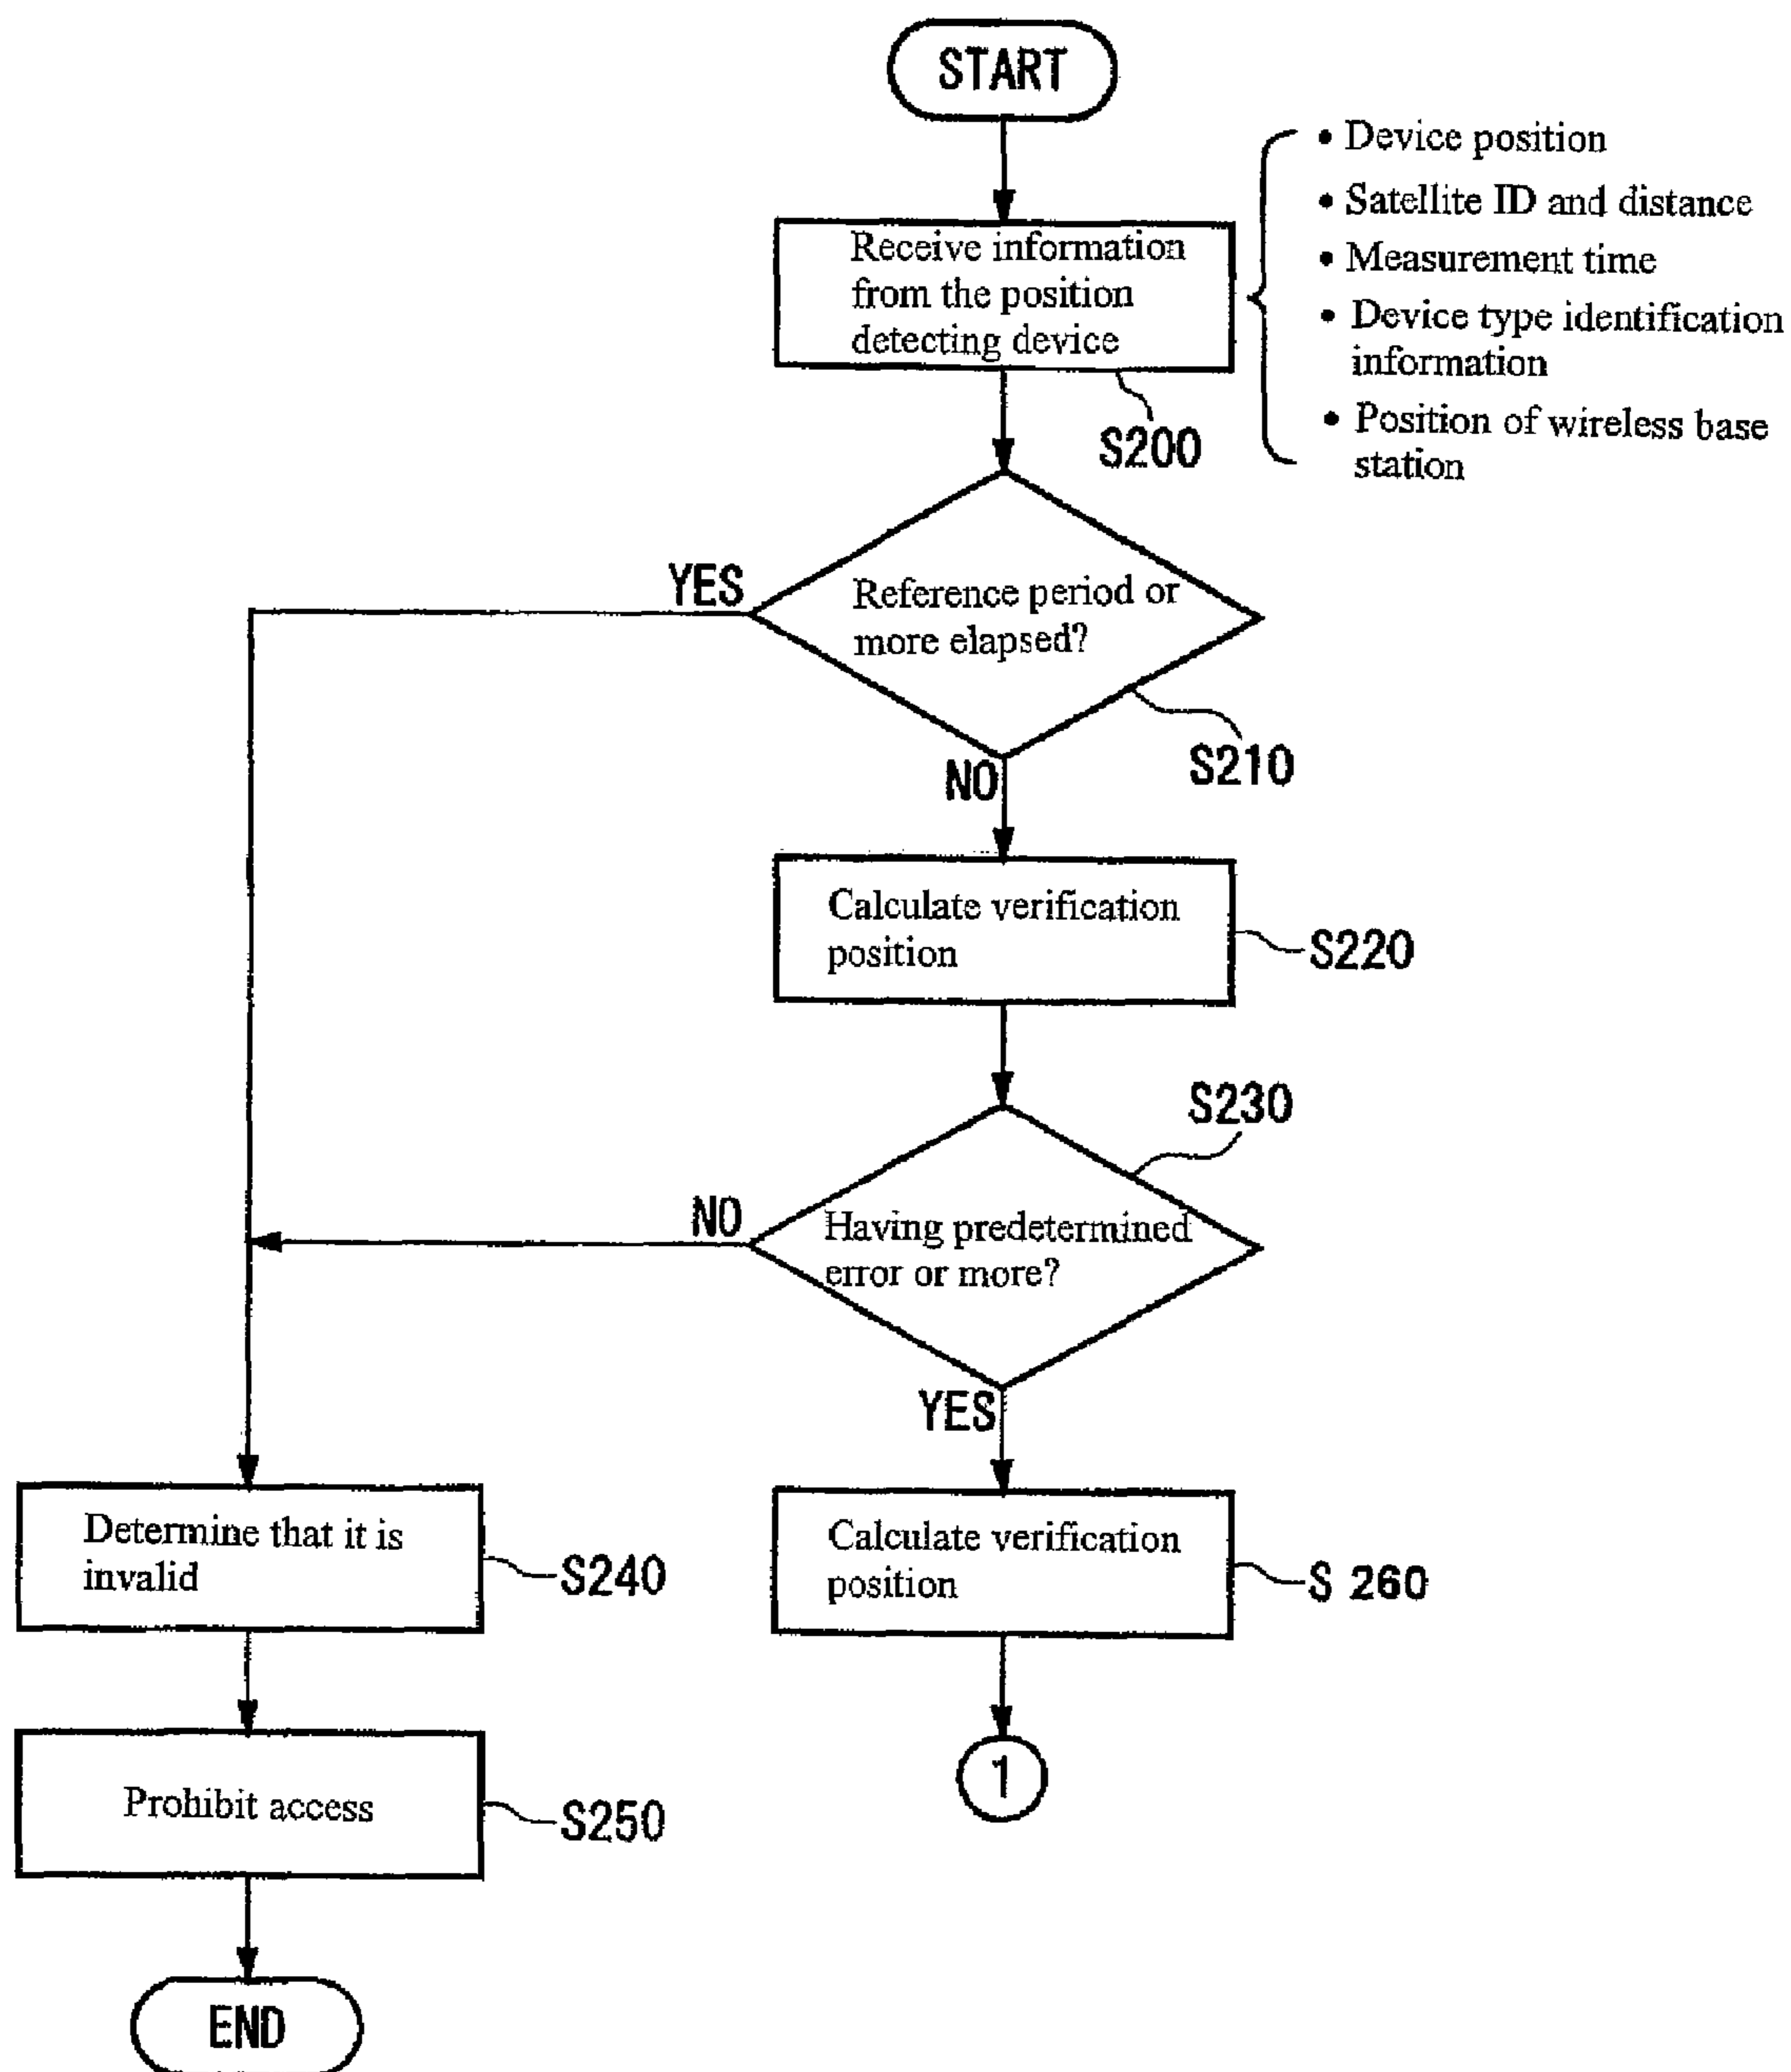 START
Receive information
from the position
detecting device
S200
• Device position
• Satellite ID and distance
• Measurement time
• Device type identification
information
• Position of wireless base
station
Reference period or
more elapsed?
YES
NO
S210
Calculate verification
position
S220
S230
Having predetermined
error or more?
NO
YES
Determine that it is
invalid
S240
Calculate verification
position
S 260
Prohibit access
S250
1
END